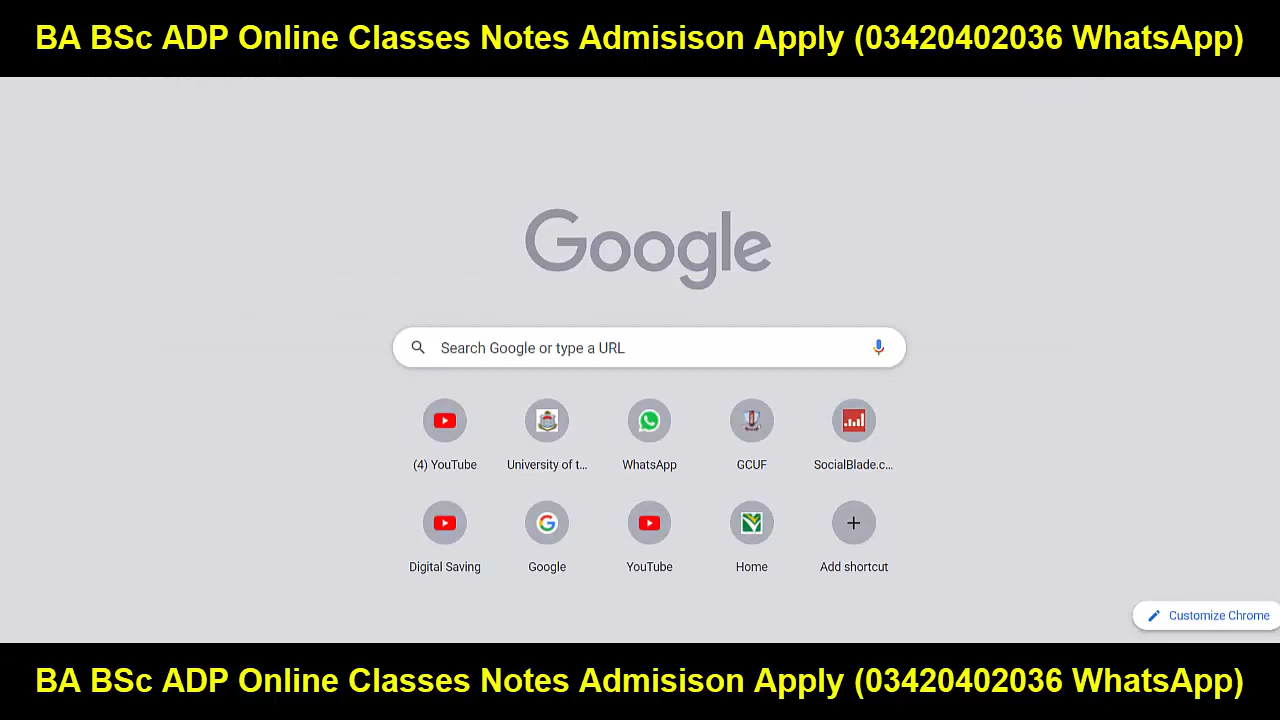 BA BSc ADP Online Classes Notes Admisison Apply (03420402036 WhatsApp)
Google
Search Google or type a URL
(4) YouTube University of t... WhatsApp GCUF SocialBlade.c...
Digital Saving Google YouTube Home Add shortcut
Customize Chrome
BA BSc ADP Online Classes Notes Admisison Apply (03420402036 WhatsApp)